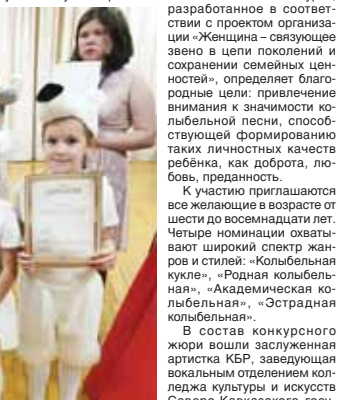 разработанное в соответ-
ствии с проектом организа-
ции «Женщина – связующее
звено в цепи поколений и
сохранении семейных цен-
ностей», определяет благо-
родные цели: привлечение
внимания к значимости ко-
лыбельной песни, способ-
ствующей формированию
таких личностных качеств
ребёнка, как доброта, лю-
бовь, преданность.
К участию приглашаются
все желающие в возрасте от
шести до восемнадцати лет.
Четыре номинации охваты-
вают широкий спектр жан-
ров и стилей: «Колыбельная
кукле», «Родная колыбель-
ная», «Академическая ко-
лыбельная», «Эстрадная
колыбельная».
В состав конкурсного
жюри вошли заслуженная
артистка КБР, заведующая
вокальным отделением кол-
леджа культуры и искусств